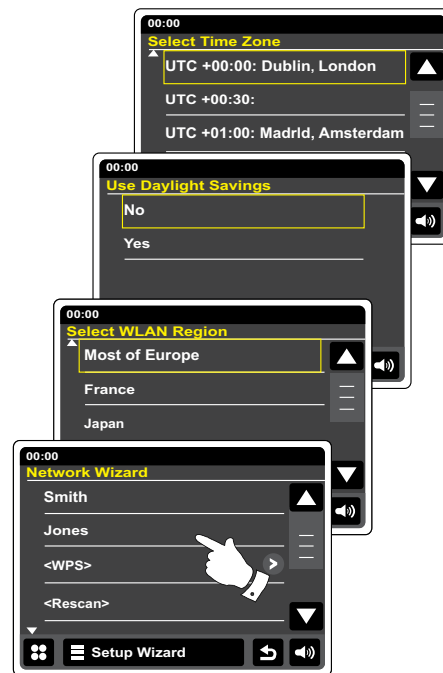 00:00
Select Time Zone
UTC +00:00: Dublin, London
UTC +00:30:
UTC +01:00: Madrld, Amsterdam
00:00
Use Daylight Savings
No
Yes
00:00
Select WLAN Region
Most of Europe
France
Japan
00:00
Network Wizard
Smith
Jones
<WPS>
<Rescan>
Setup Wizard